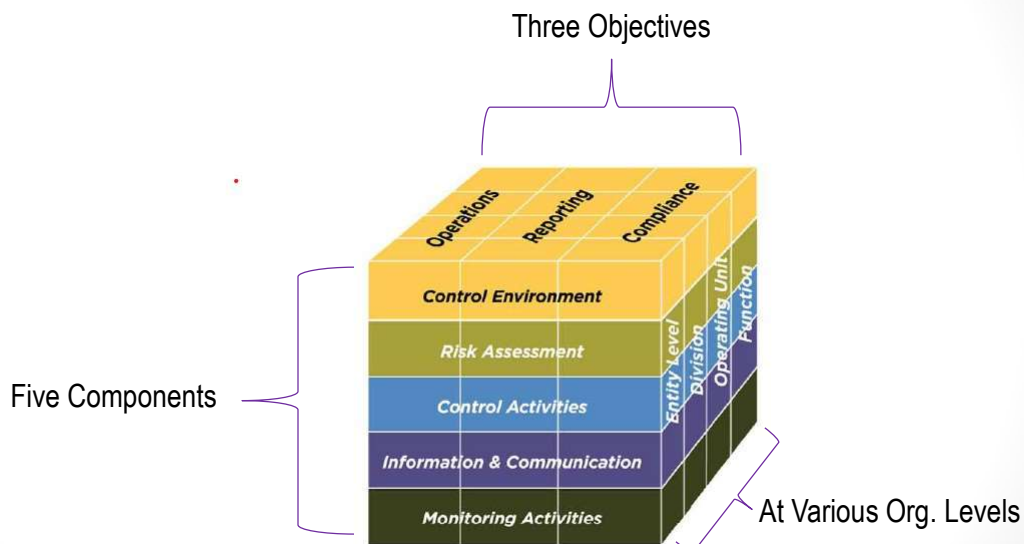 Three Objectives
Operations
Reporting
Compliance
Control Environment
Risk Assessment
Control Activities
Information & Communication
Monitoring Activities
Entity Level
Division
Operating Unit
Function
Five Components
At Various Org. Levels